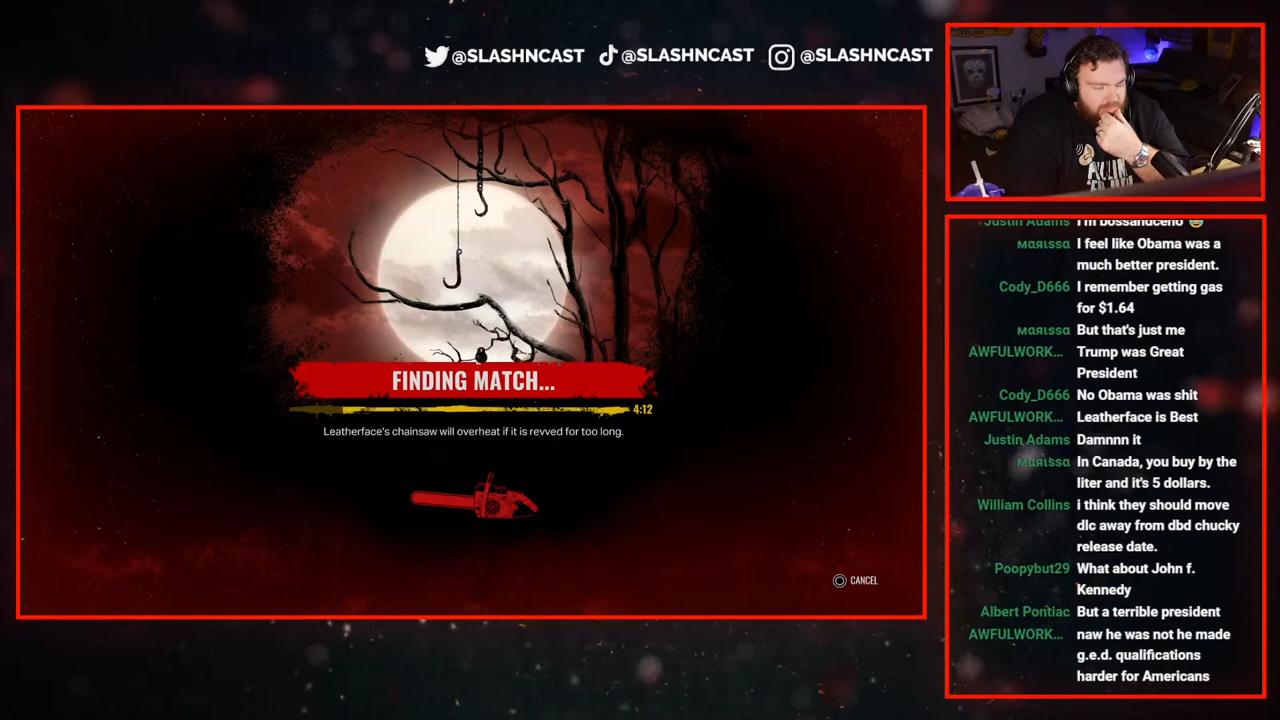 @SLASHNCAST @SLASHNCAST @SLASHNCAST
FINDING MATCH...
4:12
Leatherface's chainsaw will overheat if it is revved for too long.
CANCEL
Justin Adams I'm bossandceno 😅
мαяιѕѕα I feel like Obama was a
much better president.
Cody_D666 I remember getting gas
for $1.64
мαяιѕѕα But that's just me
AWFULWORK... Trump was Great
President
Cody_D666 No Obama was shit
AWFULWORK... Leatherface is Best
Justin Adams Damnnn it
мαяιѕѕα In Canada, you buy by the
liter and it's 5 dollars.
William Collins i think they should move
dlc away from dbd chucky
release date.
Poopybut29 What about John f.
Kennedy
Albert Pontiac But a terrible president
AWFULWORK... naw he was not he made
g.e.d. qualifications
harder for Americans